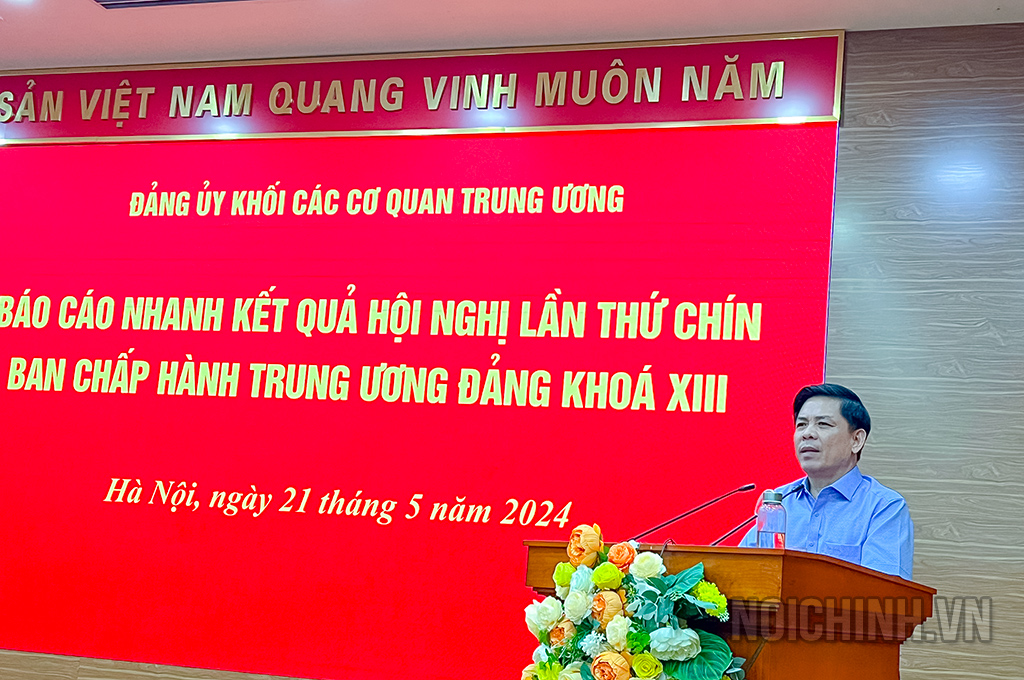 SẢN VIỆT NAM QUANG VINH MUÔN NĂM
ĐẢNG ỦY KHỐI CÁC CƠ QUAN TRUNG ƯƠNG
BÁO CÁO NHANH KẾT QUẢ HỘI NGHỊ LẦN THỨ CHÍN
BAN CHẤP HÀNH TRUNG ƯƠNG ĐẢNG KHOÁ XIII
Hà Nội, ngày 21 tháng 5 năm 2024
NOICHINH.VN